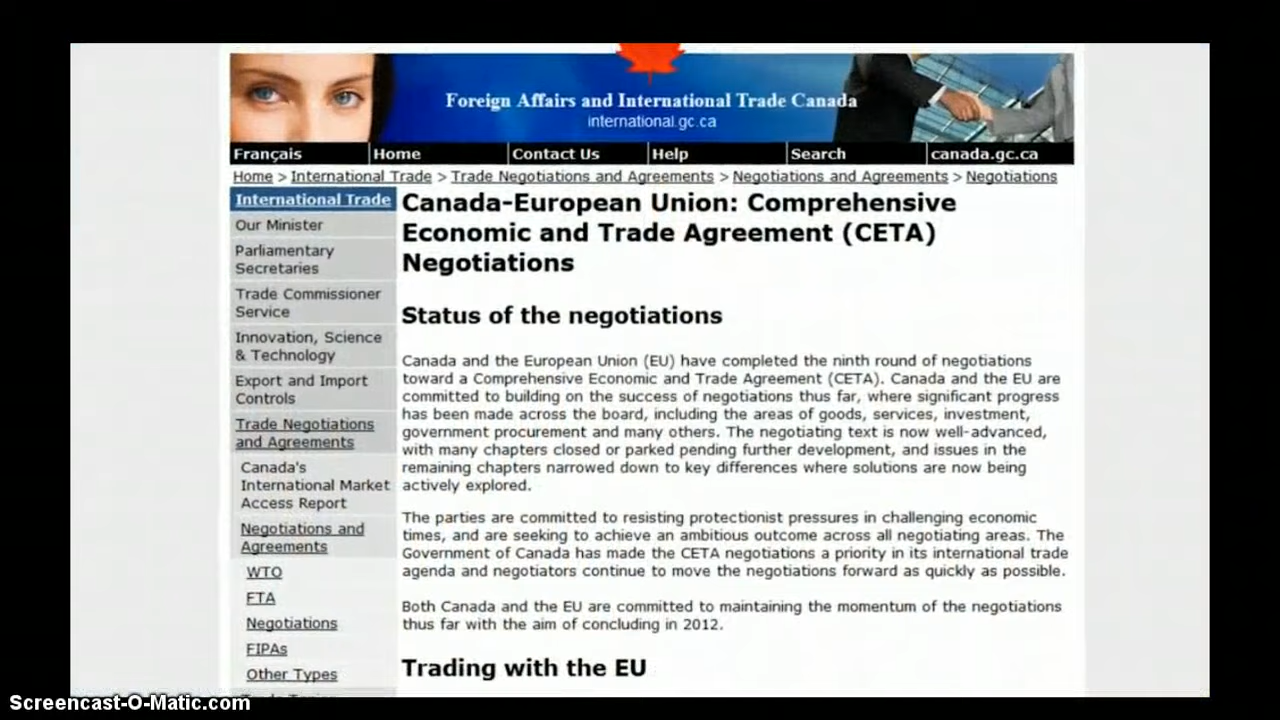 Foreign Affairs and International Trade Canada
international.gc.ca
Français Home Contact Us Help Search canada.gc.ca
Home > International Trade > Trade Negotiations and Agreements > Negotiations and Agreements > Negotiations
International Trade
Our Minister
Parliamentary
Secretaries
Trade Commissioner
Service
Innovation, Science
& Technology
Export and Import
Controls
Trade Negotiations
and Agreements
Canada's
International Market
Access Report
Negotiations and
Agreements
WTO
FTA
Negotiations
FIPAs
Other Types
Canada-European Union: Comprehensive
Economic and Trade Agreement (CETA)
Negotiations
Status of the negotiations
Canada and the European Union (EU) have completed the ninth round of negotiations
toward a Comprehensive Economic and Trade Agreement (CETA). Canada and the EU are
committed to building on the success of negotiations thus far, where significant progress
has been made across the board, including the areas of goods, services, investment,
government procurement and many others. The negotiating text is now well-advanced,
with many chapters closed or parked pending further development, and issues in the
remaining chapters narrowed down to key differences where solutions are now being
actively explored.
The parties are committed to resisting protectionist pressures in challenging economic
times, and are seeking to achieve an ambitious outcome across all negotiating areas. The
Government of Canada has made the CETA negotiations a priority in its international trade
agenda and negotiators continue to move the negotiations forward as quickly as possible.
Both Canada and the EU are committed to maintaining the momentum of the negotiations
thus far with the aim of concluding in 2012.
Trading with the EU
Screencast-O-Matic.com